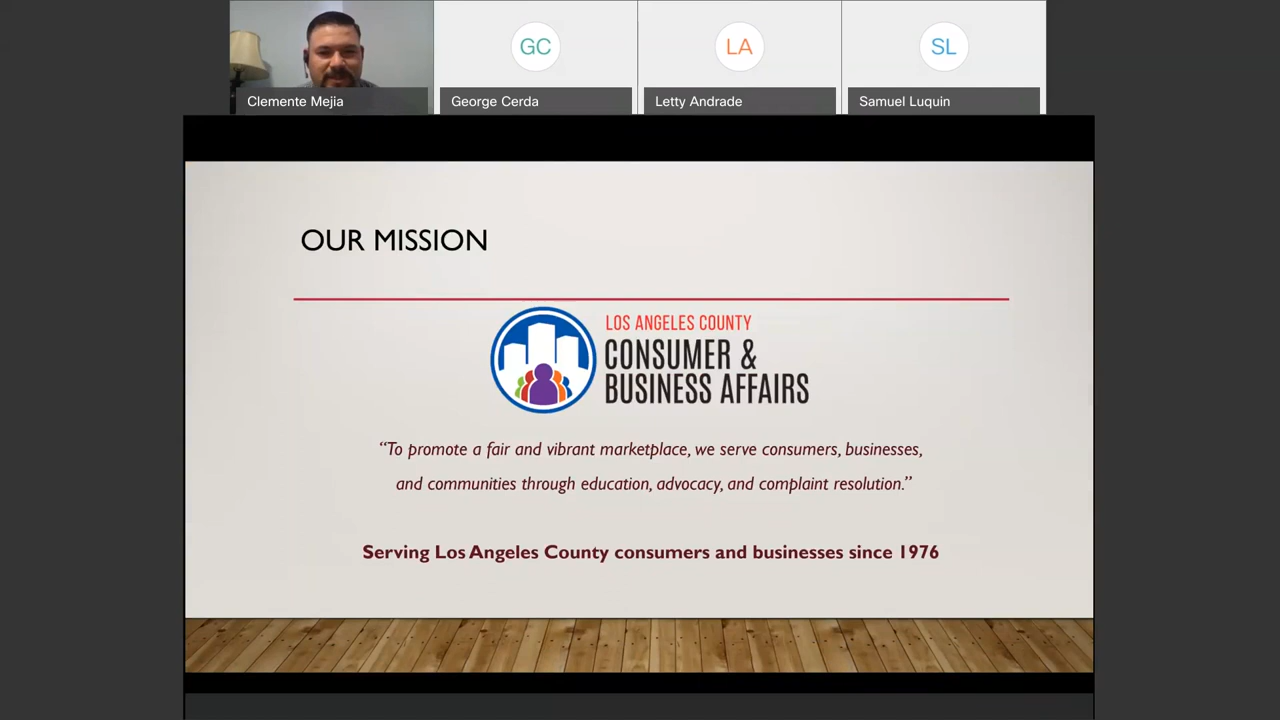 GC
LA
SL
Clemente Mejia
George Cerda
Letty Andrade
Samuel Luquin
OUR MISSION
LOS ANGELES COUNTY
CONSUMER &
BUSINESS AFFAIRS
“To promote a fair and vibrant marketplace, we serve consumers, businesses,
and communities through education, advocacy, and complaint resolution.”
Serving Los Angeles County consumers and businesses since 1976